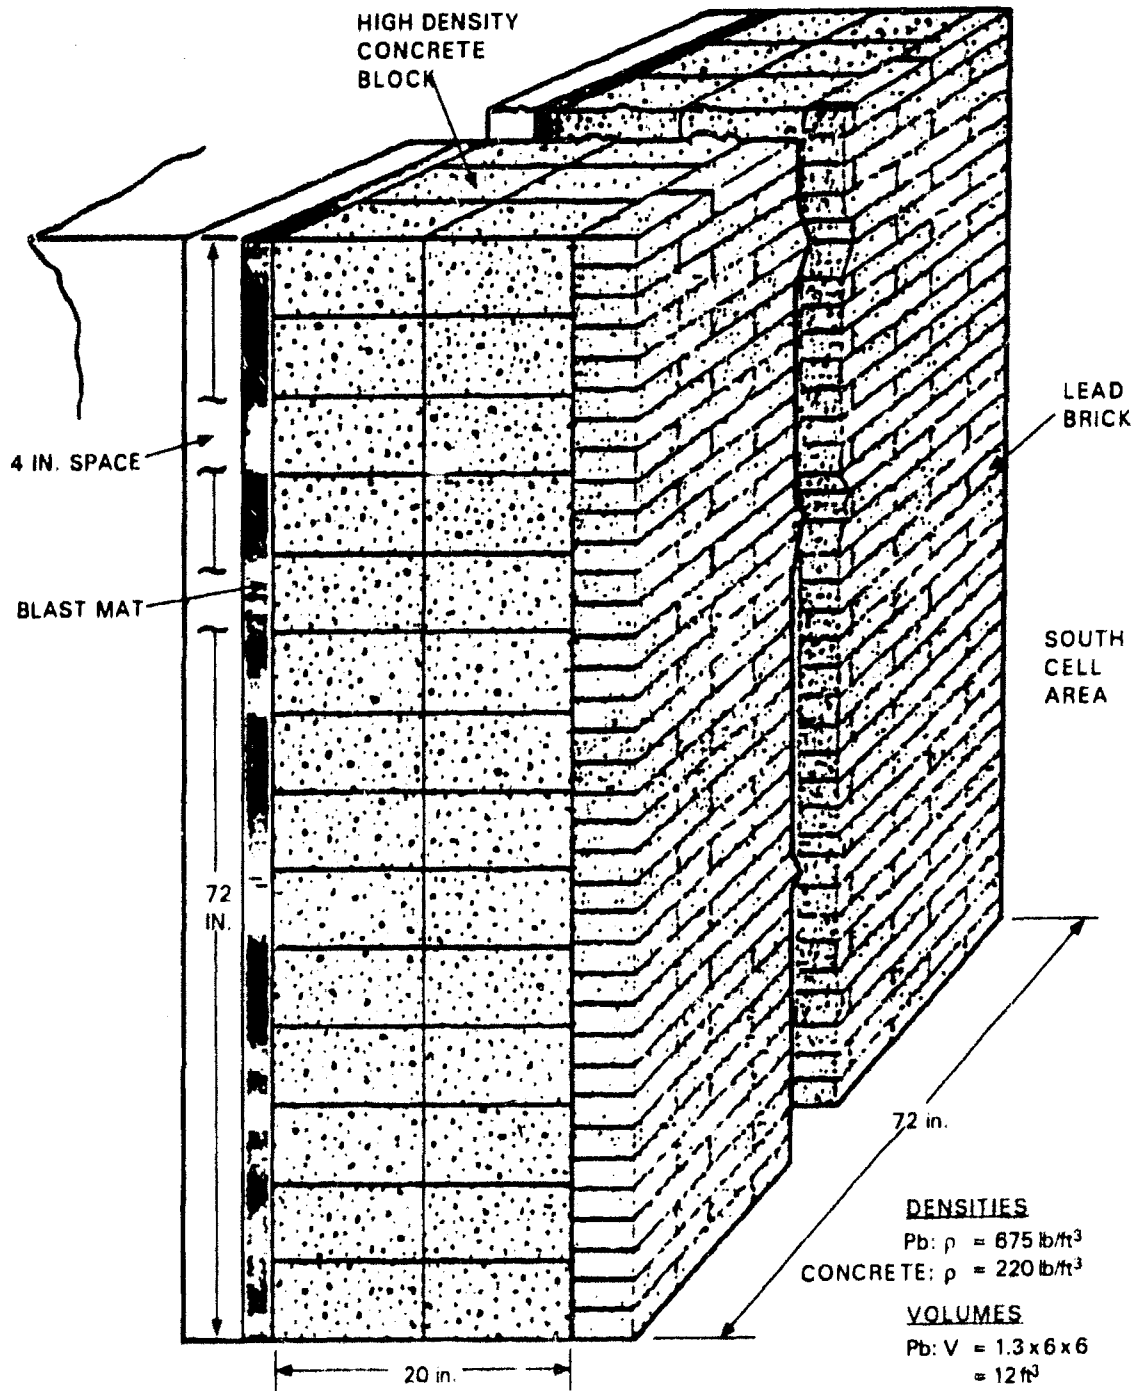 HIGH DENSITY
CONCRETE
BLOCK
LEAD
BRICK
4 IN. SPACE
BLAST MAT
SOUTH
CELL
AREA
72
IN.
72 in.
20 in.
DENSITIES
Pb: ρ = 675 lb/ft³
CONCRETE: ρ = 220 lb/ft³
VOLUMES
Pb: V = 1.3 x 6 x 6
= 12 ft³